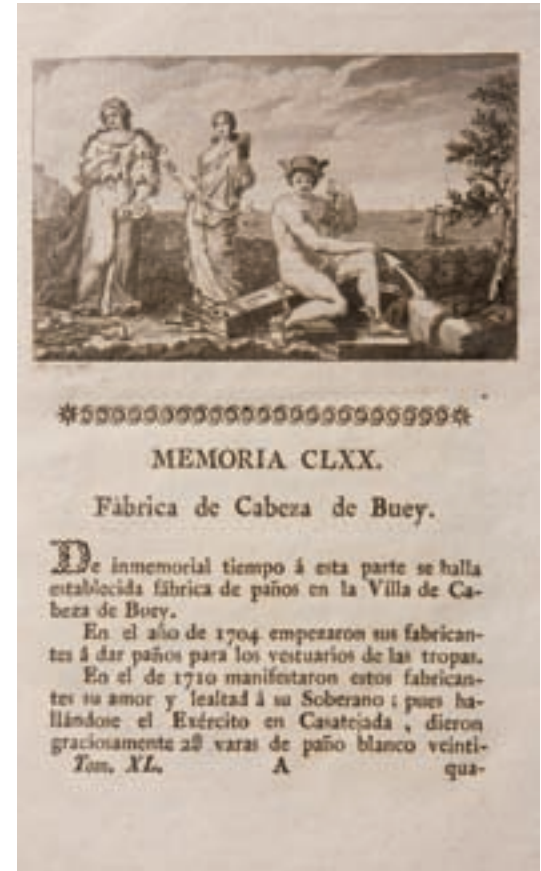 MEMORIA CLXX.
Fábrica de Cabeza de Buey.
De inmemorial tiempo á esta parte se halla
establecida fábrica de paños en la Villa de Ca-
beza de Buey.
En el año de 1704 empezaron sus fabrican-
tes á dar paños para los vestuarios de las tropas.
En el de 1710 manifestaron estos fabrican-
tes su amor y lealtad á su Soberano; pues ha-
llándose el Exército en Casatejada, dieron
graciosamente varas de paño blanco veinti-
Tom. XL. A qua-